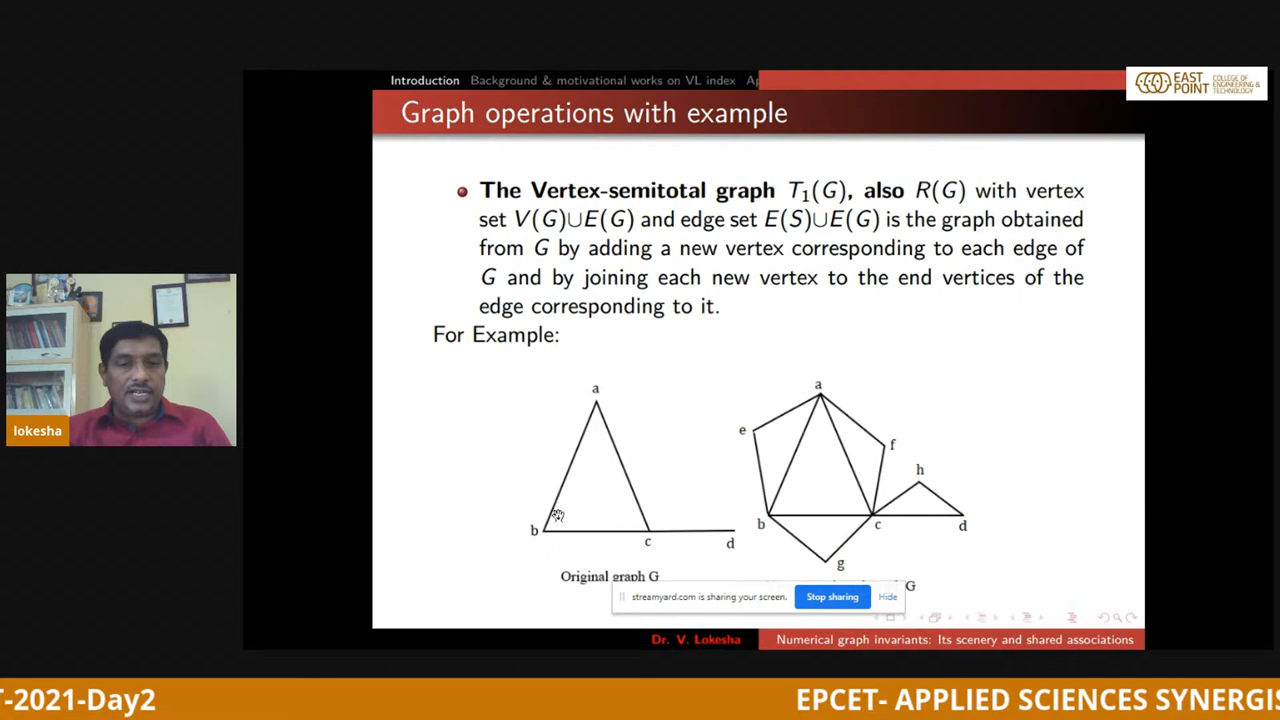 Introduction Background & motivational works on VL index Ap
EAST POINT COLLEGE OF ENGINEERING & TECHNOLOGY
Graph operations with example
The Vertex-semitotal graph T₁(G), also R(G) with vertex
set V(G)∪E(G) and edge set E(S)∪E(G) is the graph obtained
from G by adding a new vertex corresponding to each edge of
G and by joining each new vertex to the end vertices of the
edge corresponding to it.
For Example:
a
a
e
f
h
b
c
d
b
c
d
g
Original graph G
G
streamyard.com is sharing your screen. Stop sharing Hide
lokesha
Dr. V. Lokesha Numerical graph invariants: Its scenery and shared associations
T-2021-Day2 EPCET- APPLIED SCIENCES SYNERGIS